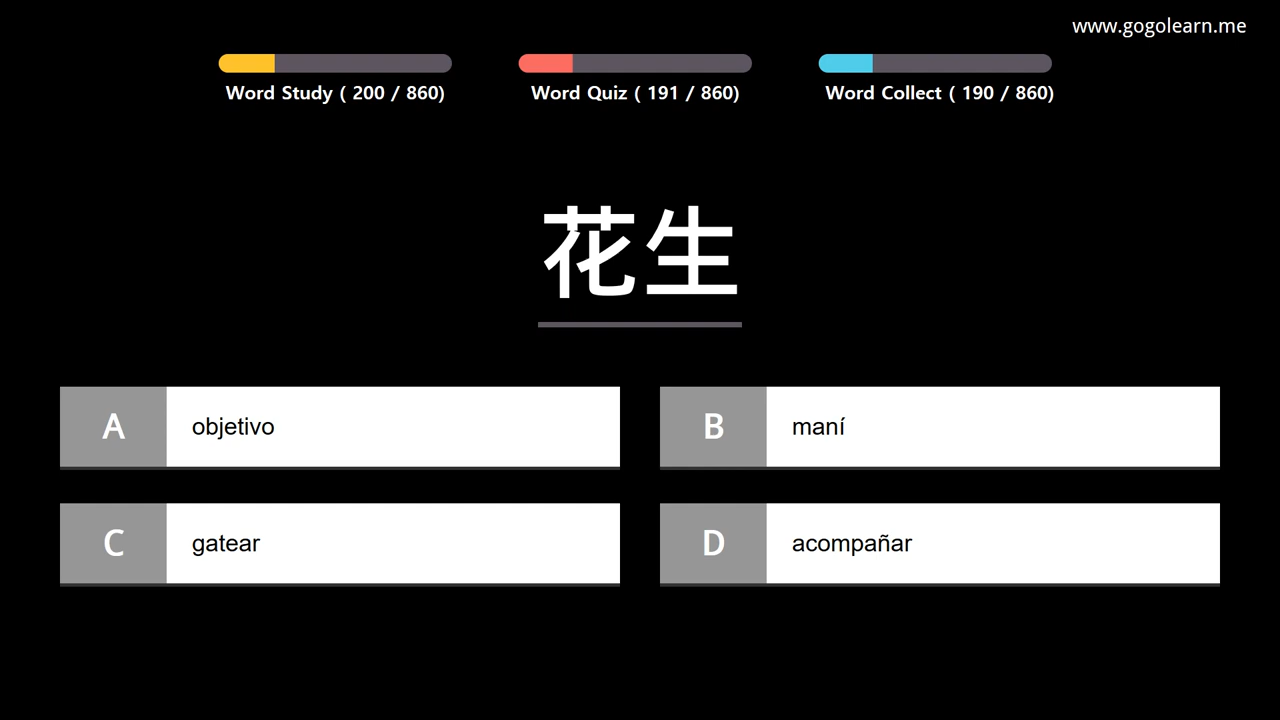 www.gogolearn.me
Word Study ( 200 / 860)
Word Quiz ( 191 / 860)
Word Collect ( 190 / 860)
花生
A objetivo
B maní
C gatear
D acompañar